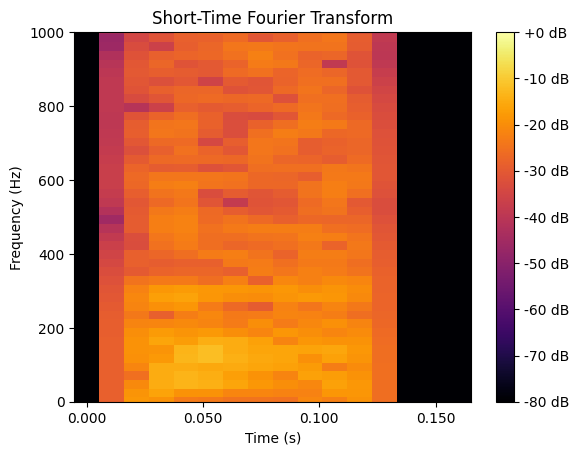 Short-Time Fourier Transform
1000
800
600
400
200
0
Frequency (Hz)
0.000
0.050
0.100
0.150
Time (s)
+0 dB
-10 dB
-20 dB
-30 dB
-40 dB
-50 dB
-60 dB
-70 dB
-80 dB